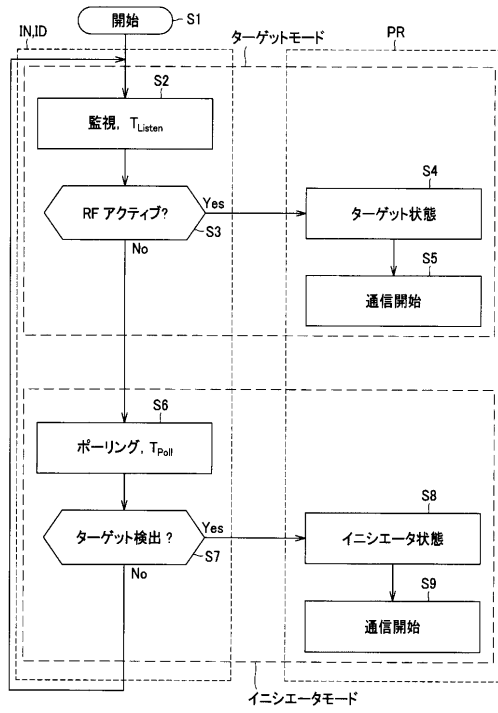 IN,ID
開始
S1
ターゲットモード
PR
S2
監視, TListen
RF アクティブ?
Yes
S3
No
S4
ターゲット状態
S5
通信開始
S6
ポーリング, TPoll
ターゲット検出 ?
Yes
S7
No
S8
イニシエータ状態
S9
通信開始
イニシエータモード